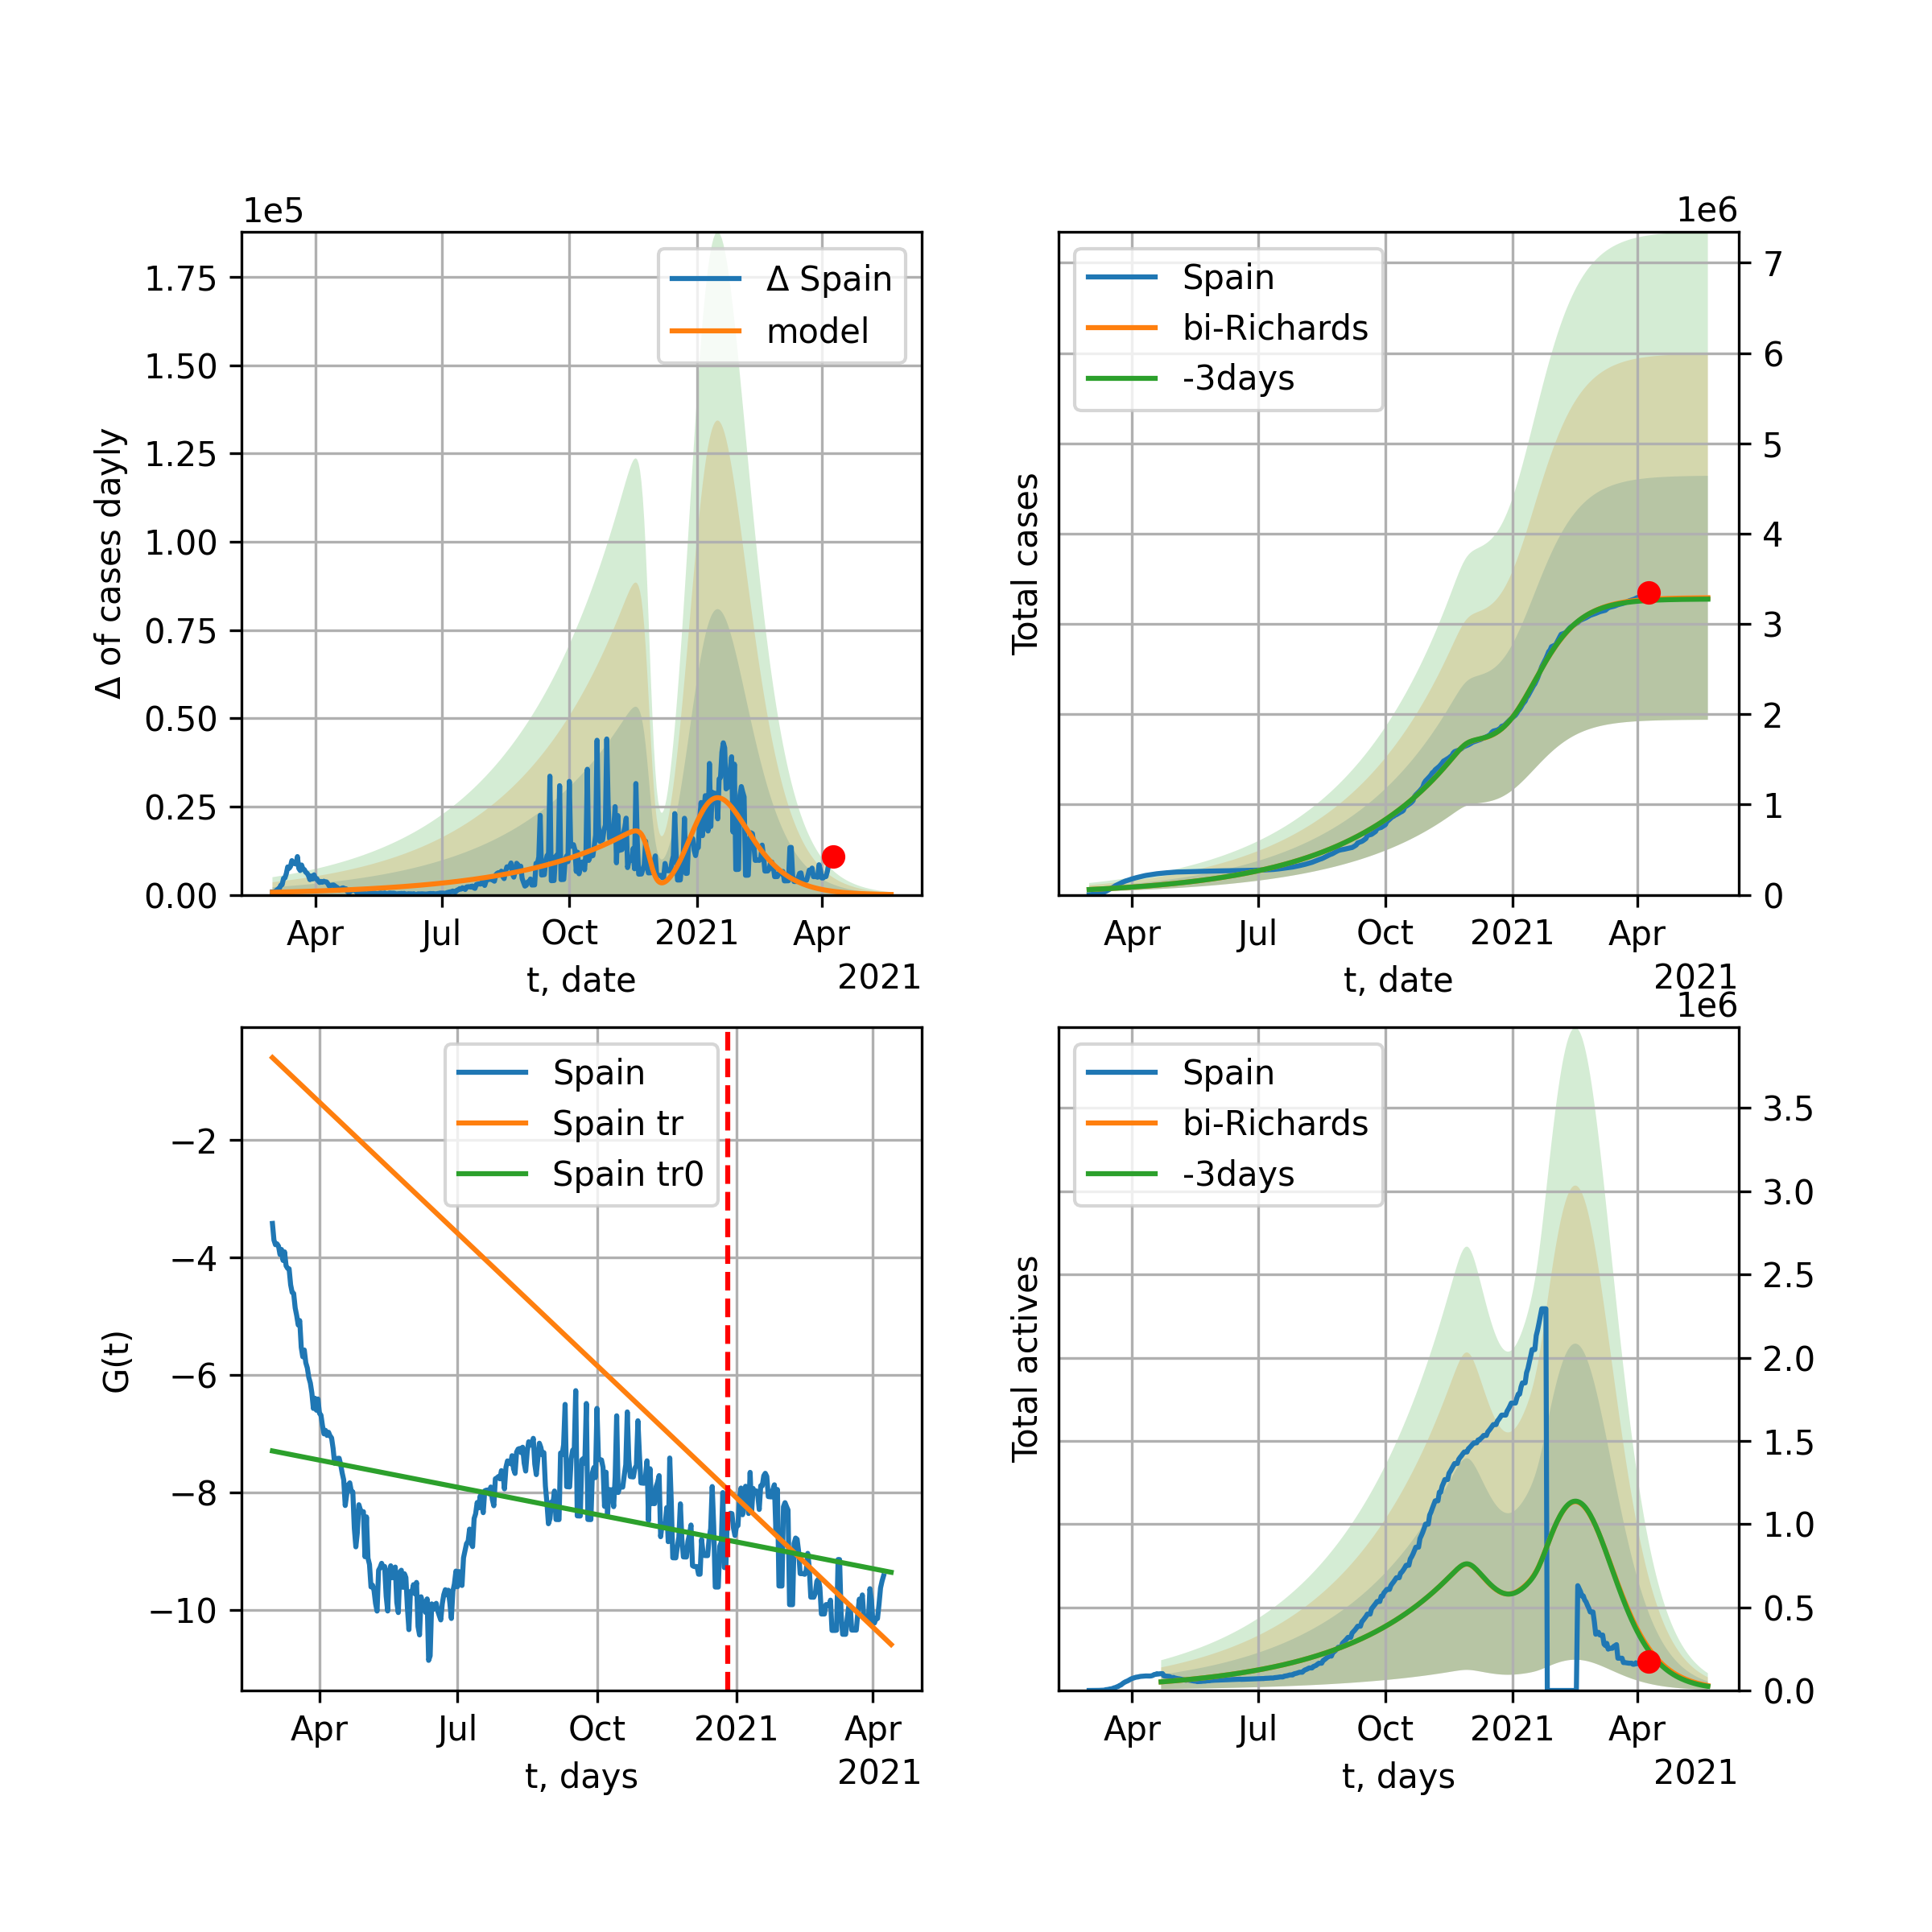 1e5
Δ of cases dayly
1.75
1.50
1.25
1.00
0.75
0.50
0.25
0.00
Δ Spain
model
Apr Jul Oct 2021 Apr
t, date 2021
1e6
Total cases
Spain
bi-Richards
-3days
7
6
5
4
3
2
1
0
Apr Jul Oct 2021 Apr
t, date 2021
G(t)
−2
−4
−6
−8
−10
Spain
Spain tr
Spain tr0
Apr Jul Oct 2021 Apr
t, days 2021
1e6
Total actives
Spain
bi-Richards
-3days
3.5
3.0
2.5
2.0
1.5
1.0
0.5
0.0
Apr Jul Oct 2021 Apr
t, days 2021